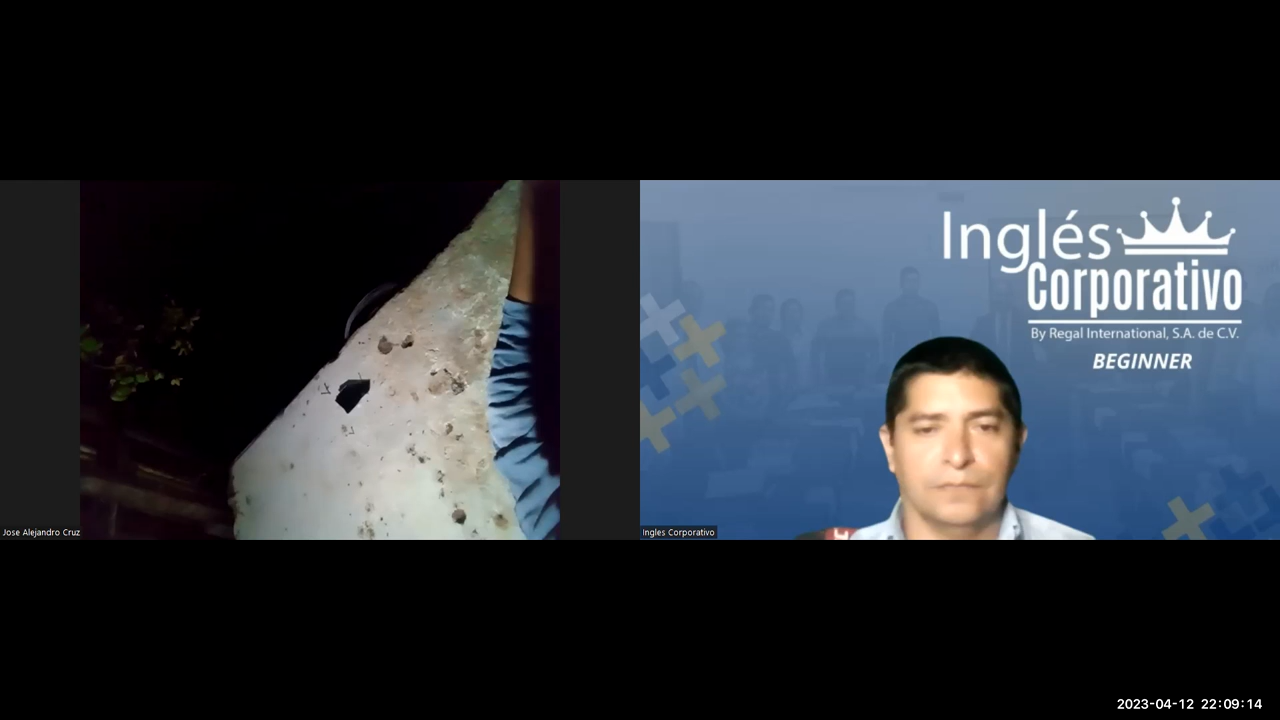 Inglés
Corporativo
By Regal International, S.A. de C.V.
BEGINNER
Jose Alejandro Cruz
Ingles Corporativo
2023-04-12 22:09:14